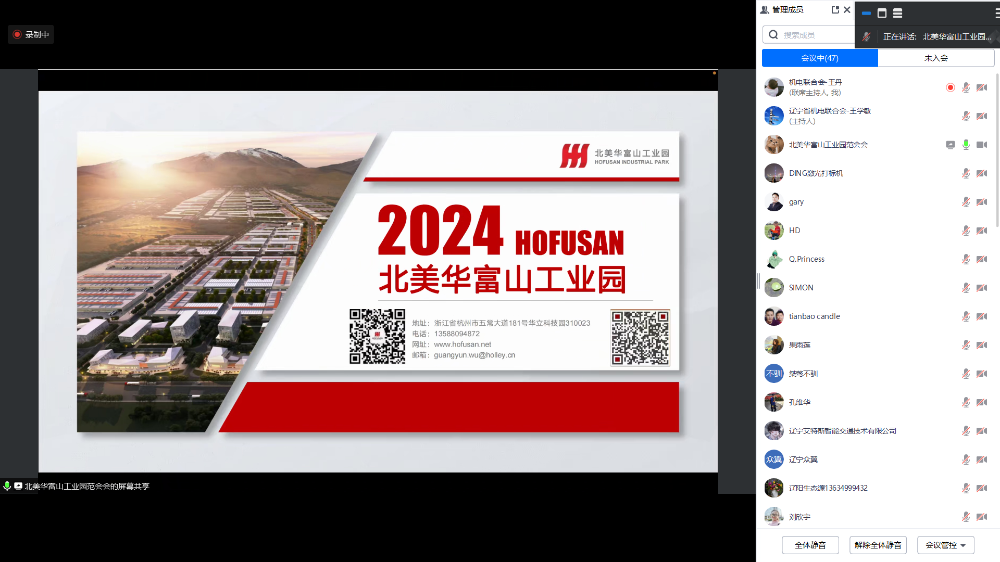 录制中
北美华富山工业园
HOFUSAN INDUSTRIAL PARK
2024 HOFUSAN
北美华富山工业园
地址：浙江省杭州市五常大道181号华立科技园310023
电话：13588094872
网址：www.hofusan.net
邮箱：guangyun.wu@holley.cn
北美华富山工业园范会会的屏幕共享
管理成员
搜索成员
正在讲话: 北美华富山工业园...
会议中(47)
未入会
机电联合会-王丹
(联席主持人, 我)
辽宁省机电联合会-王学敏
(主持人)
北美华富山工业园范会会
DING激光打标机
gary
HD
Q.Princess
SIMON
tianbao candle
果雨莲
不驯
桀骜不驯
孔维华
辽宁艾特斯智能交通技术有限公司
众翼
辽宁众翼
辽阳生态源13634999432
刘欣宇
全体静音
解除全体静音
会议管控